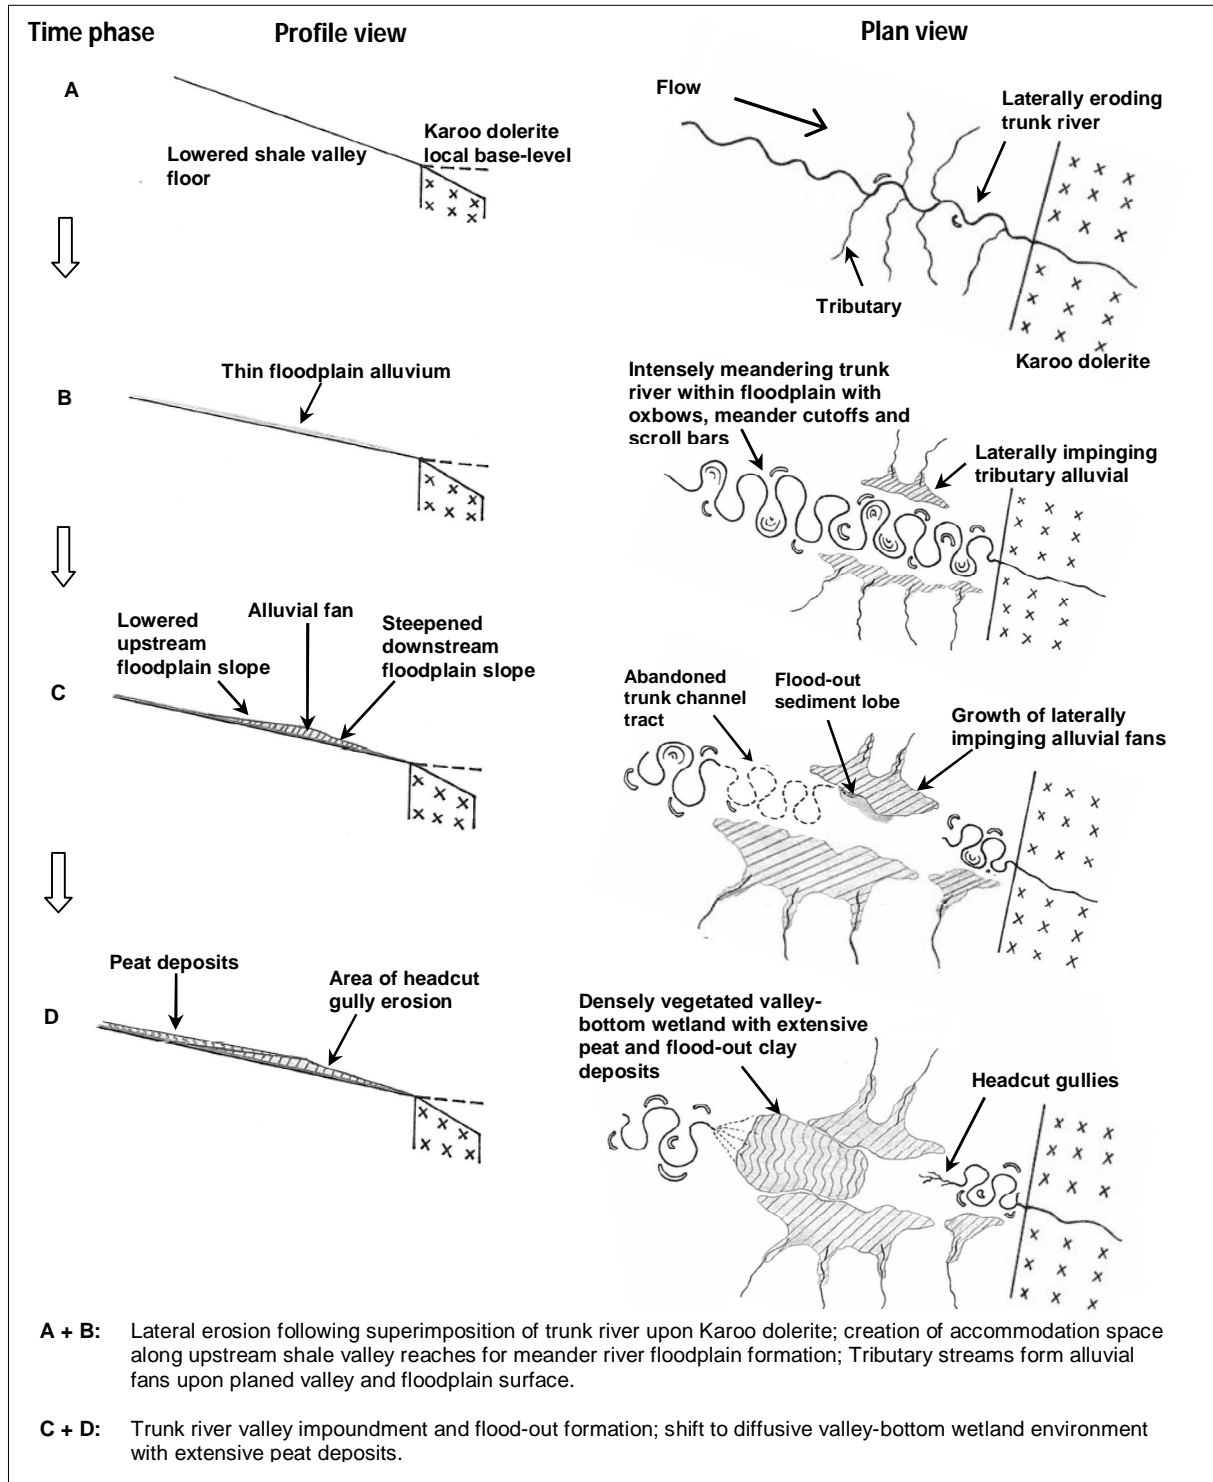 Time phase
Profile view
Plan view
A
Lowered shale valley
floor
Karoo dolerite
local base-level
Flow
Laterally eroding
trunk river
Tributary
Karoo dolerite
B
Thin floodplain alluvium
Intensely meandering trunk
river within floodplain with
oxbows, meander cutoffs and
scroll bars
Laterally impinging
tributary alluvial
C
Lowered
upstream
floodplain slope
Alluvial fan
Steepened
downstream
floodplain slope
Abandoned
trunk channel
tract
Flood-out
sediment lobe
Growth of laterally
impinging alluvial fans
D
Peat deposits
Area of headcut
gully erosion
Densely vegetated valley-
bottom wetland with extensive
peat and flood-out clay
deposits
Headcut gullies
A + B: Lateral erosion following superimposition of trunk river upon Karoo dolerite; creation of accommodation space
along upstream shale valley reaches for meander river floodplain formation; Tributary streams form alluvial
fans upon planed valley and floodplain surface.
C + D: Trunk river valley impoundment and flood-out formation; shift to diffusive valley-bottom wetland environment
with extensive peat deposits.